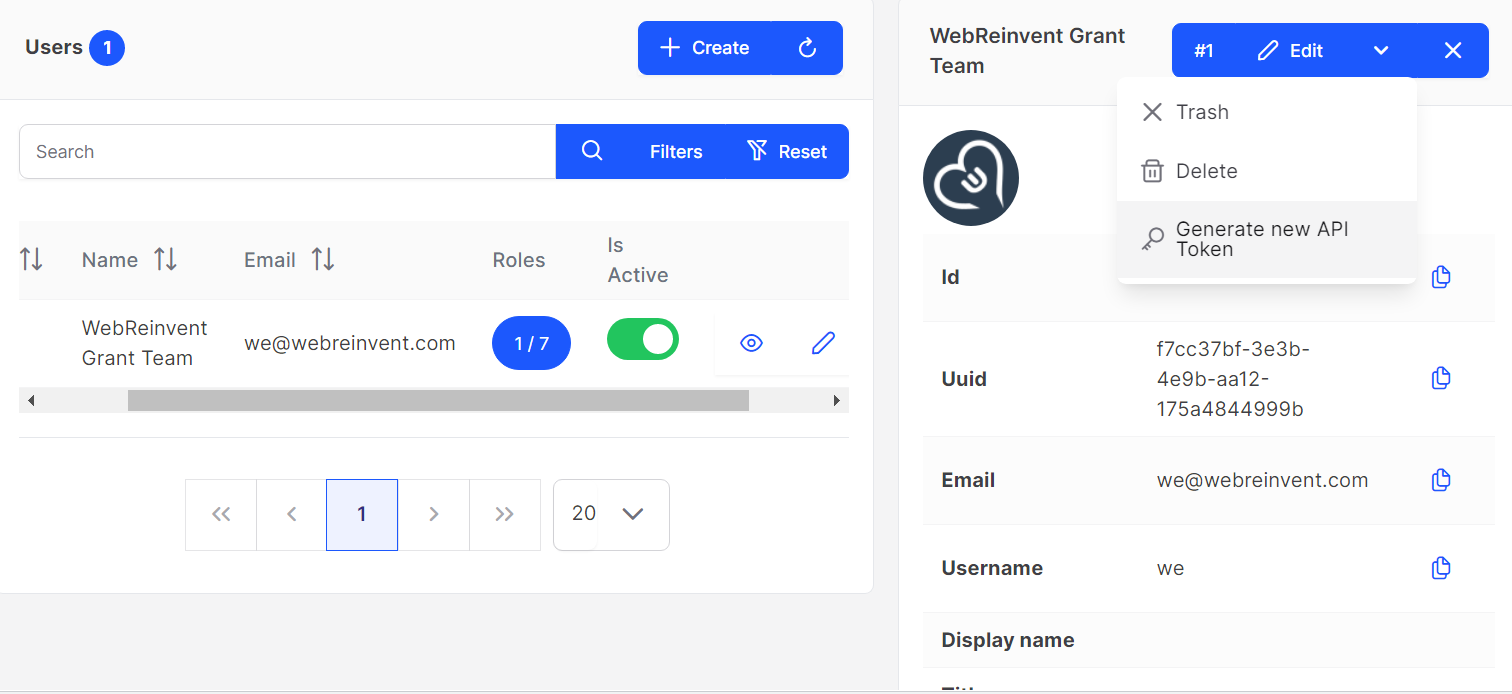 Users 1
Create
Search
Filters
Reset
Name
Email
Roles
Is
Active
WebReinvent
Grant Team
we@webreinvent.com
1 / 7
1
20
WebReinvent Grant
Team
#1
Edit
Trash
Delete
Generate new API
Token
Id
Uuid
f7cc37bf-3e3b-
4e9b-aa12-
175a4844999b
Email
we@webreinvent.com
Username
we
Display name